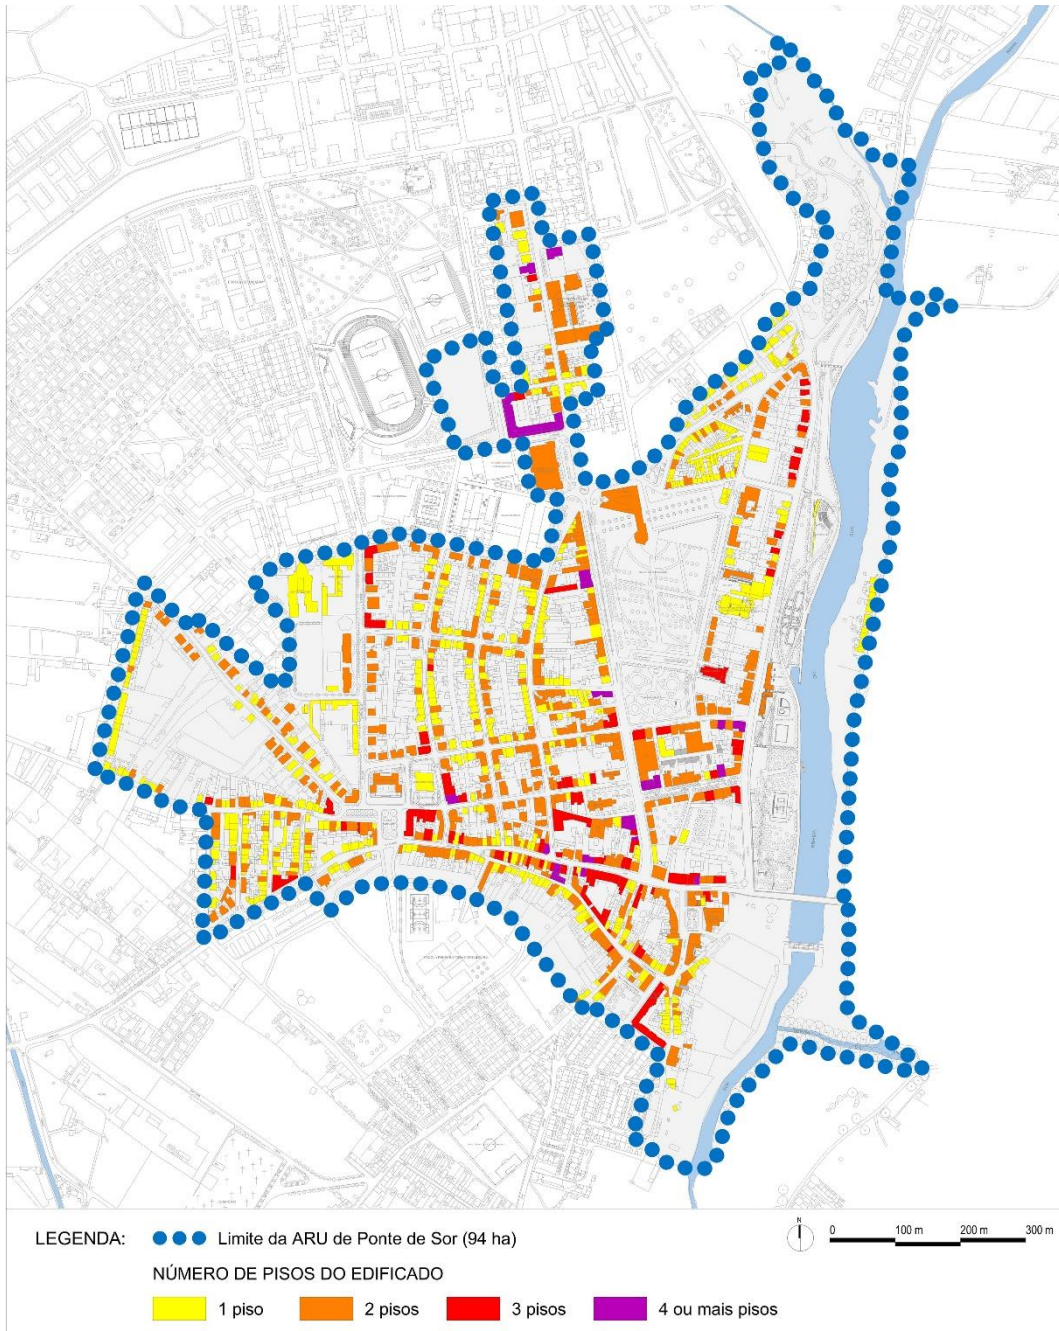 LEGENDA:
Limite da ARU de Ponte de Sor (94 ha)
N
0 100 m 200 m 300 m
NÚMERO DE PISOS DO EDIFICADO
1 piso
2 pisos
3 pisos
4 ou mais pisos